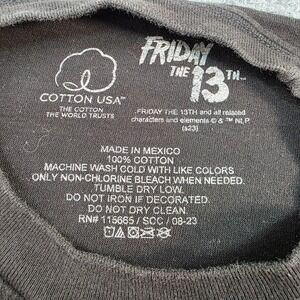 FRIDAY
THE 13TH
COTTON USA™
THE COTTON
THE WORLD TRUSTS
FRIDAY THE 13TH and all related
characters and elements © & ™ NLP.
(s23)
MADE IN MEXICO
100% COTTON
MACHINE WASH COLD WITH LIKE COLORS
ONLY NON-CHLORINE BLEACH WHEN NEEDED.
TUMBLE DRY LOW.
DO NOT IRON IF DECORATED.
DO NOT DRY CLEAN.
RN# 115665 / SCC / 08-23